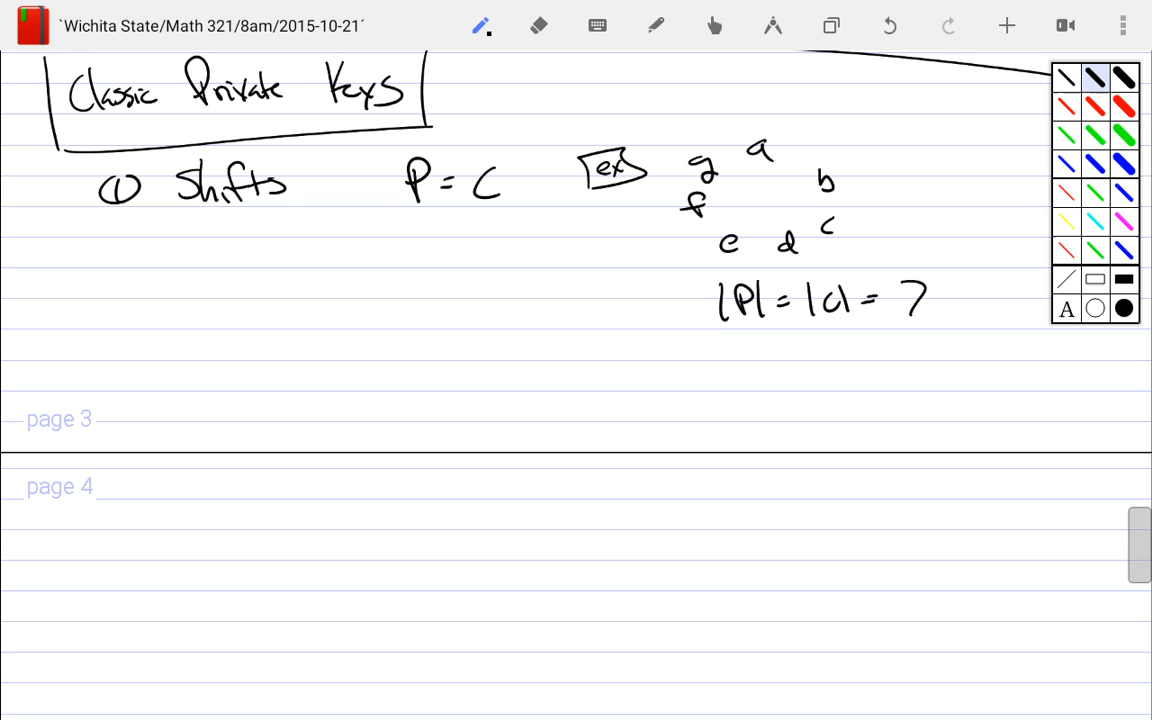 `Wichita State/Math 321/8am/2015-10-21´
Classic Private Keys
① Shifts P = C ex
a
g b
f c
e d
|P| = |C| = 7
A
page 3
page 4